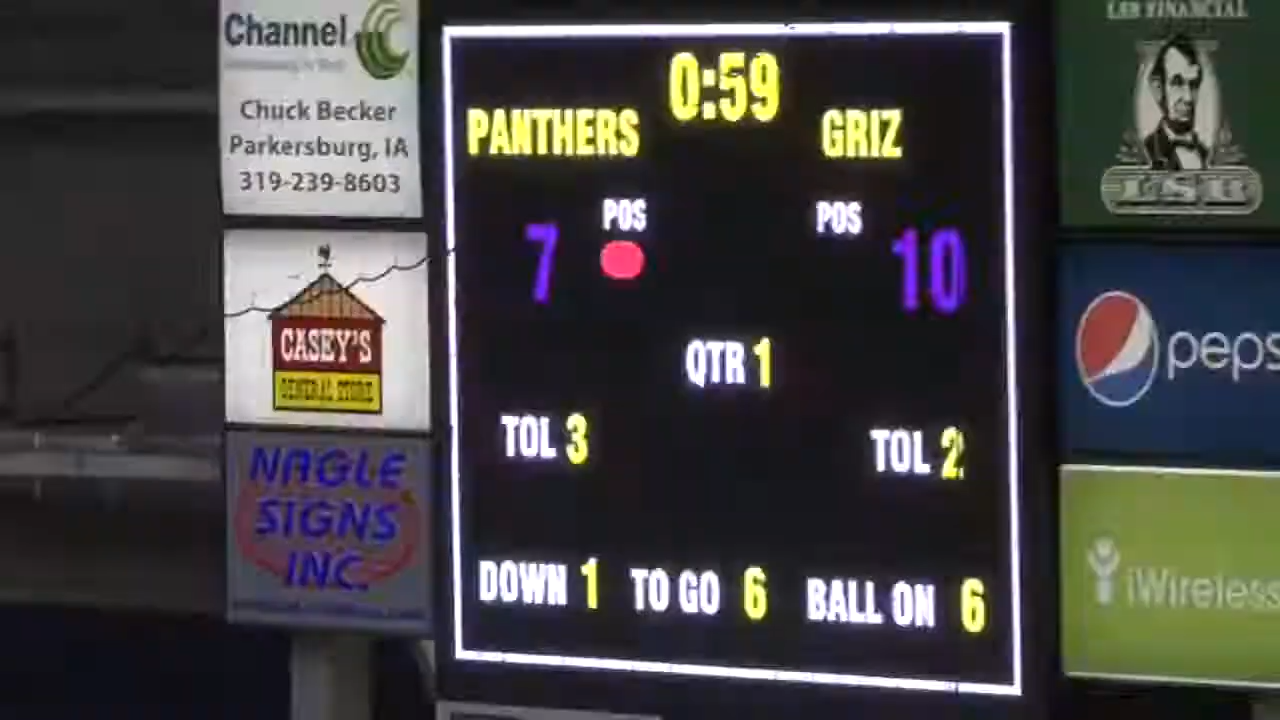 Channel
Chuck Becker
Parkersburg, IA
319-239-8603
CASEY'S
GENERAL STORE
NAGLE
SIGNS
INC.
0:59
PANTHERS
GRIZ
POS
POS
7
10
QTR 1
TOL 3
TOL 2
DOWN 1 TO GO 6 BALL ON 6
LSB FINANCIAL
LSB
peps
iWireless